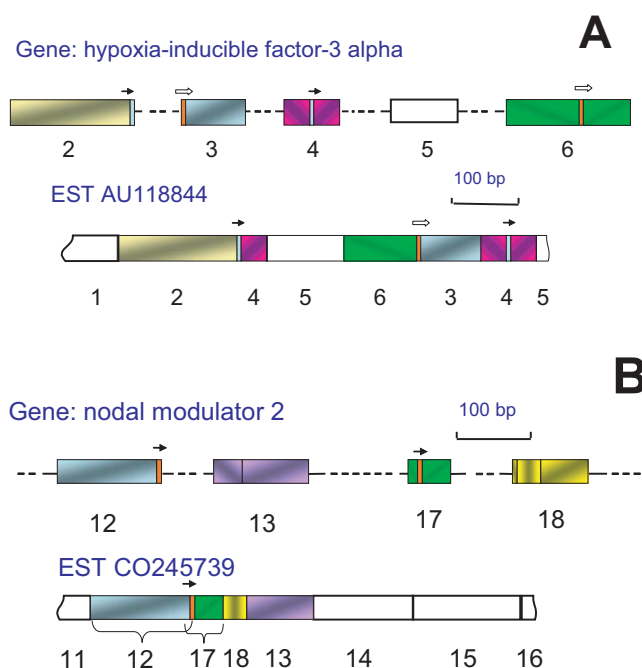 A
Gene: hypoxia-inducible factor-3 alpha
2 3 4 5 6
EST AU118844
100 bp
1 2 4 5 6 3 4 5
B
Gene: nodal modulator 2
100 bp
12 13 17 18
EST CO245739
11 12 17 18 13 14 15 16